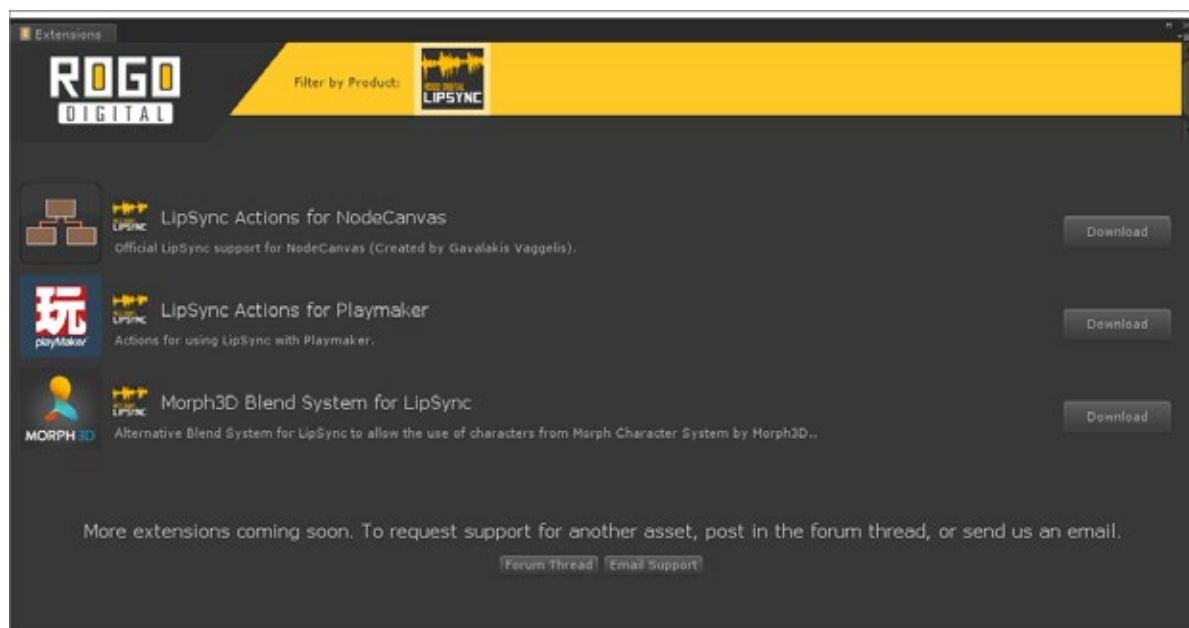 Extensions
ROGO
DIGITAL
Filter by Product:
ROGO DIGITAL
LIPSYNC
LipSync Actions for NodeCanvas
Download
Official LipSync support for NodeCanvas (Created by Gavalakis Vaggelis).
玩
playMaker
LipSync Actions for Playmaker
Download
Actions for using LipSync with Playmaker.
MORPH 3D
Morph3D Blend System for LipSync
Download
Alternative Blend System for LipSync to allow the use of characters from Morph Character System by Morph3D..
More extensions coming soon. To request support for another asset, post in the forum thread, or send us an email.
Forum Thread Email Support